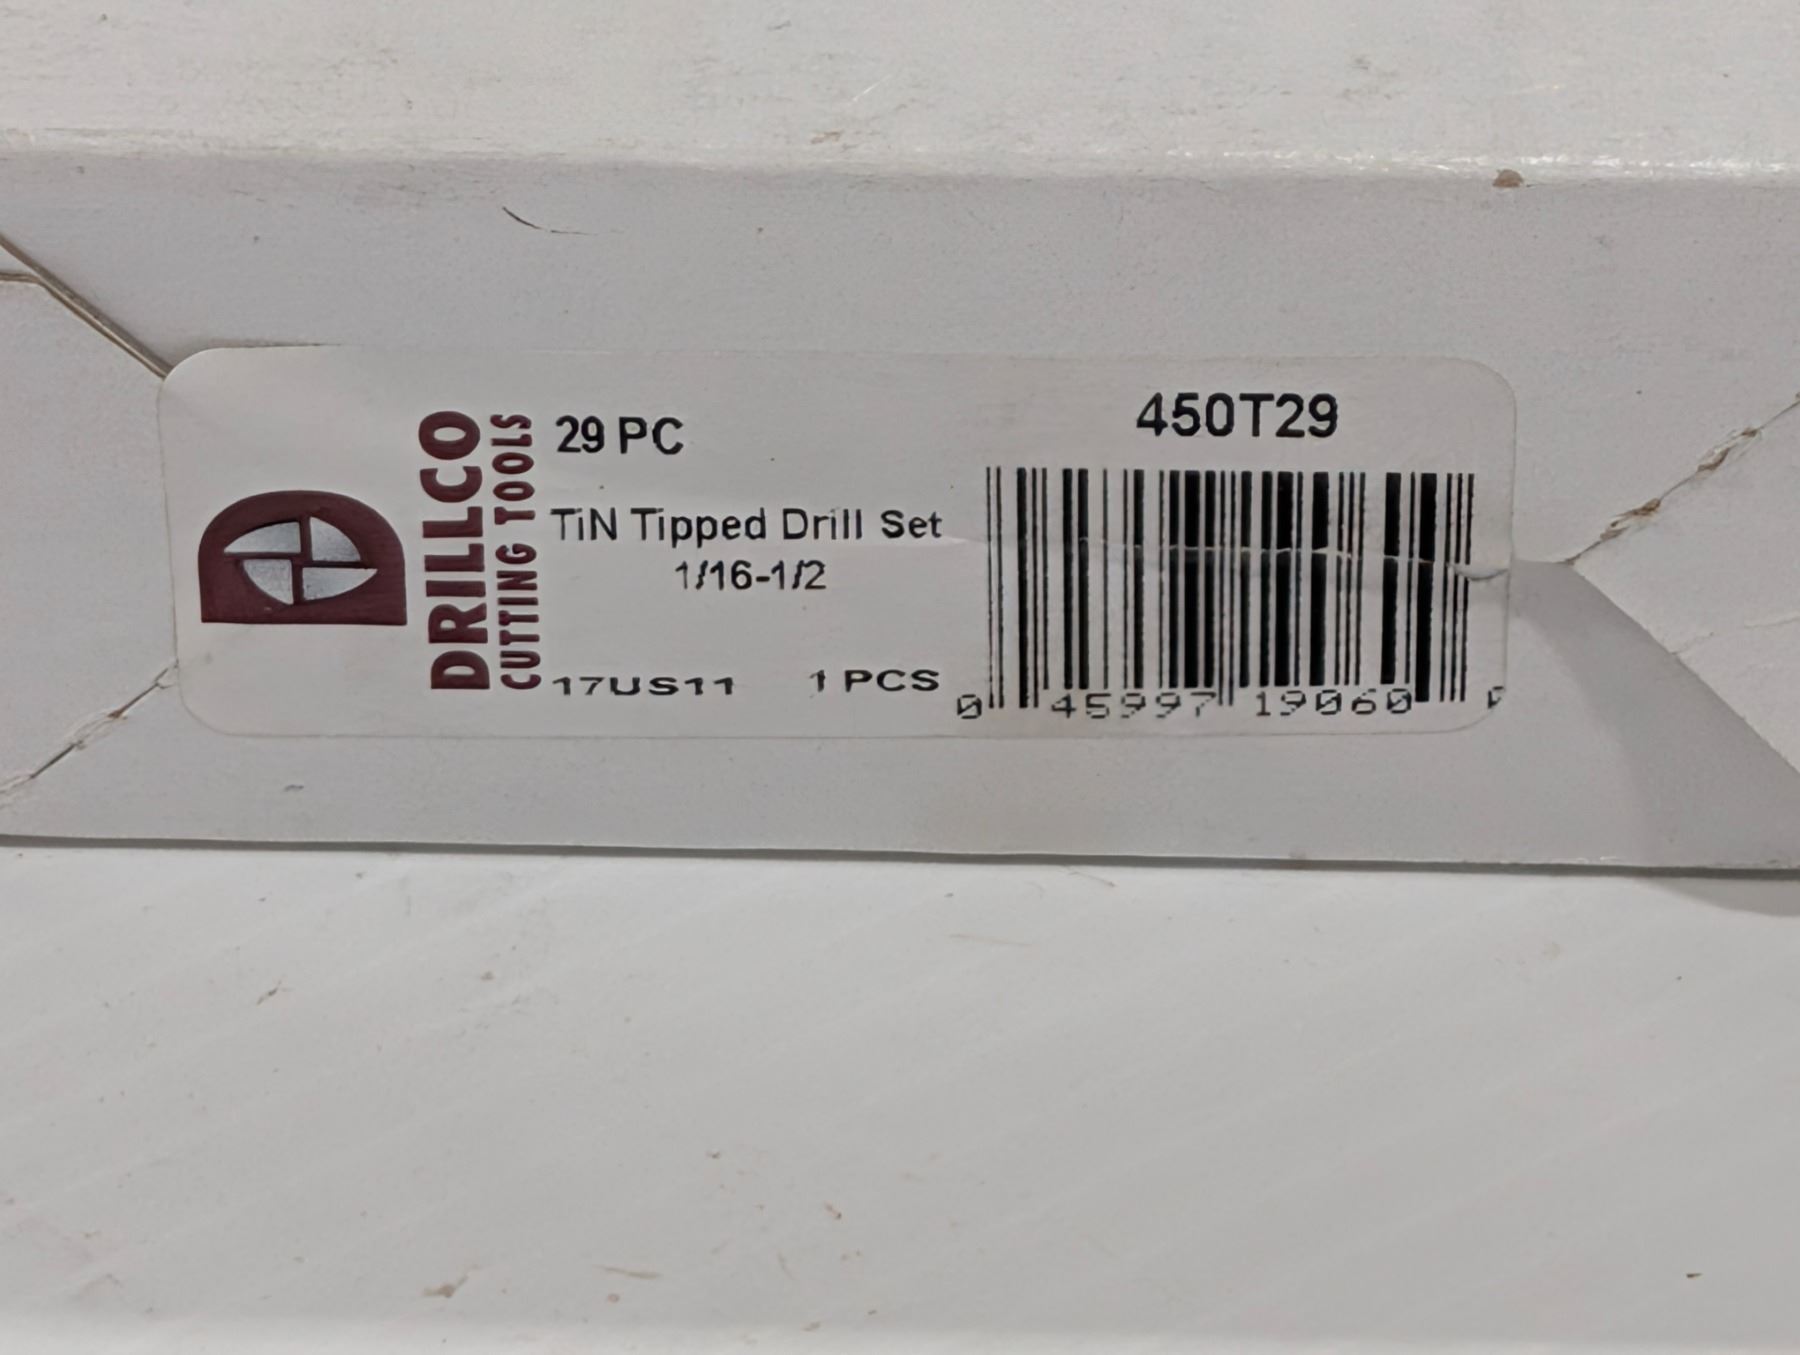 DRILLCO
CUTTING TOOLS
29 PC
TiN Tipped Drill Set
1/16-1/2
17US11 1 PCS
450T29
0 45997 19060